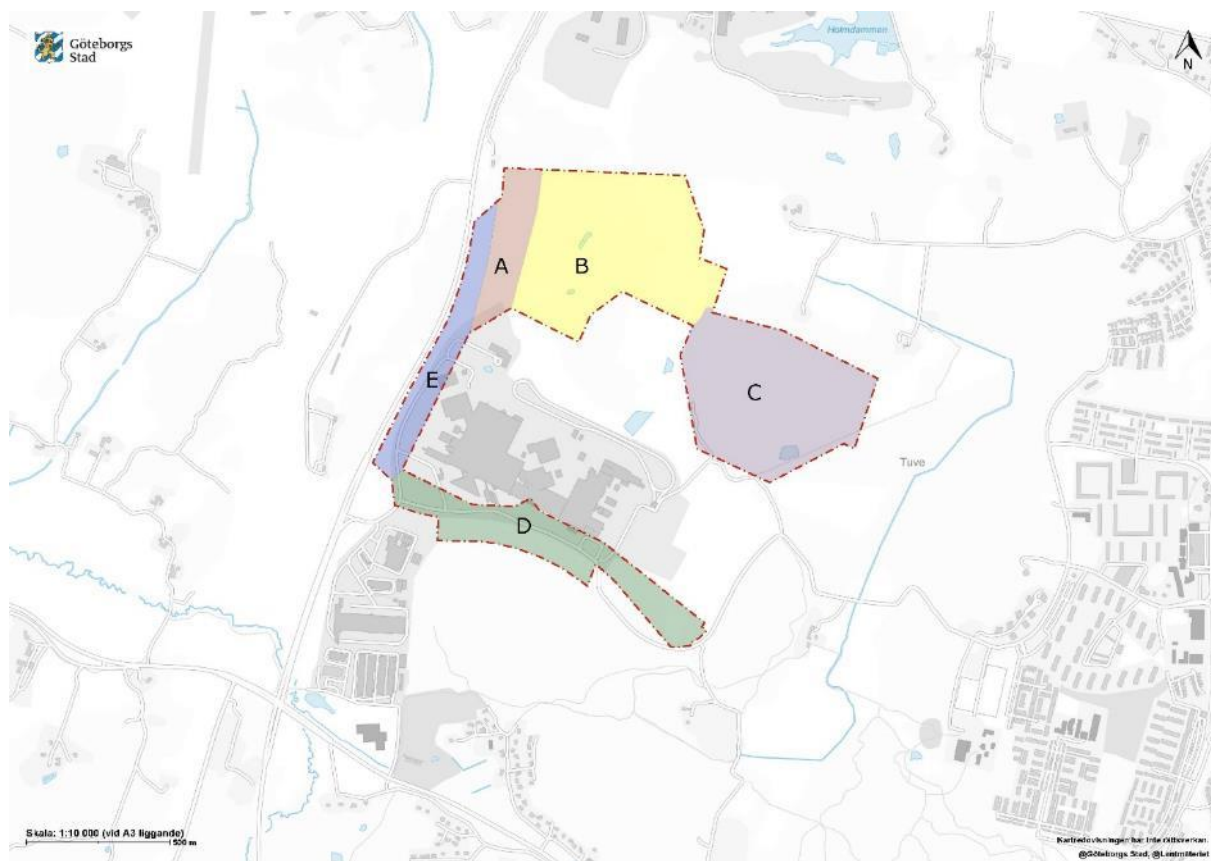 Göteborgs
Stad
Holmdammen
N
A
B
E
C
Tuve
D
Skala: 1:10 000 (vid A3 liggande)
500 m
Kartredovisningen har inte rättsverkan.
@Göteborgs Stad, @Lantmäteriet